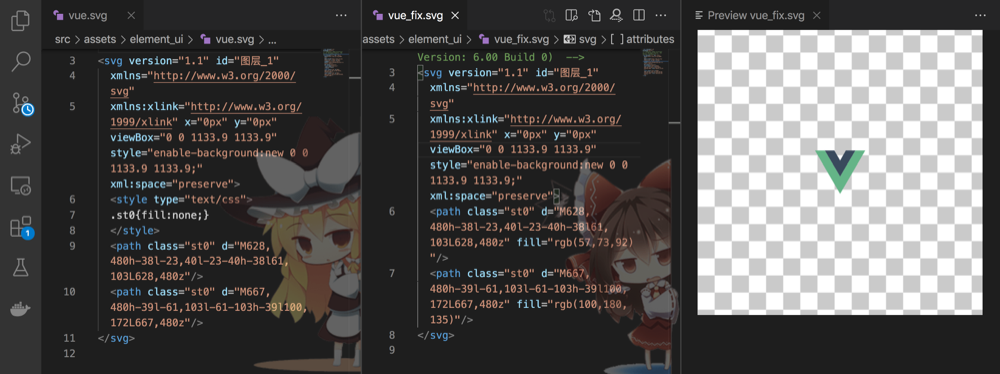 vue.svg
src > assets > element_ui > vue.svg > ...
3 <svg version="1.1" id="图层_1"
4 xmlns="http://www.w3.org/2000/
svg"
5 xmlns:xlink="http://www.w3.org/
1999/xlink" x="0px" y="0px"
viewBox="0 0 1133.9 1133.9"
style="enable-background:new 0 0
1133.9 1133.9;"
xml:space="preserve">
6 <style type="text/css">
7 .st0{fill:none;}
8 </style>
9 <path class="st0" d="M628,
480h-38l-23,40l-23-40h-38l61,
103L628,480z"/>
10 <path class="st0" d="M667,
480h-39l-61,103l-61-103h-39l100,
172L667,480z"/>
11 </svg>
12
1
vue_fix.svg
assets > element_ui > vue_fix.svg > svg > [ ] attributes
Version: 6.00 Build 0) -->
3 <svg version="1.1" id="图层_1"
4 xmlns="http://www.w3.org/2000/
svg"
5 xmlns:xlink="http://www.w3.org/
1999/xlink" x="0px" y="0px"
viewBox="0 0 1133.9 1133.9"
style="enable-background:new 0 0
1133.9 1133.9;"
xml:space="preserve">
6 <path class="st0" d="M628,
480h-38l-23,40l-23-40h-38l61,
103L628,480z" fill="rgb(57,73,92)
"/>
7 <path class="st0" d="M667,
480h-39l-61,103l-61-103h-39l100,
172L667,480z" fill="rgb(100,180,
135)"/>
8 </svg>
9
Preview vue_fix.svg